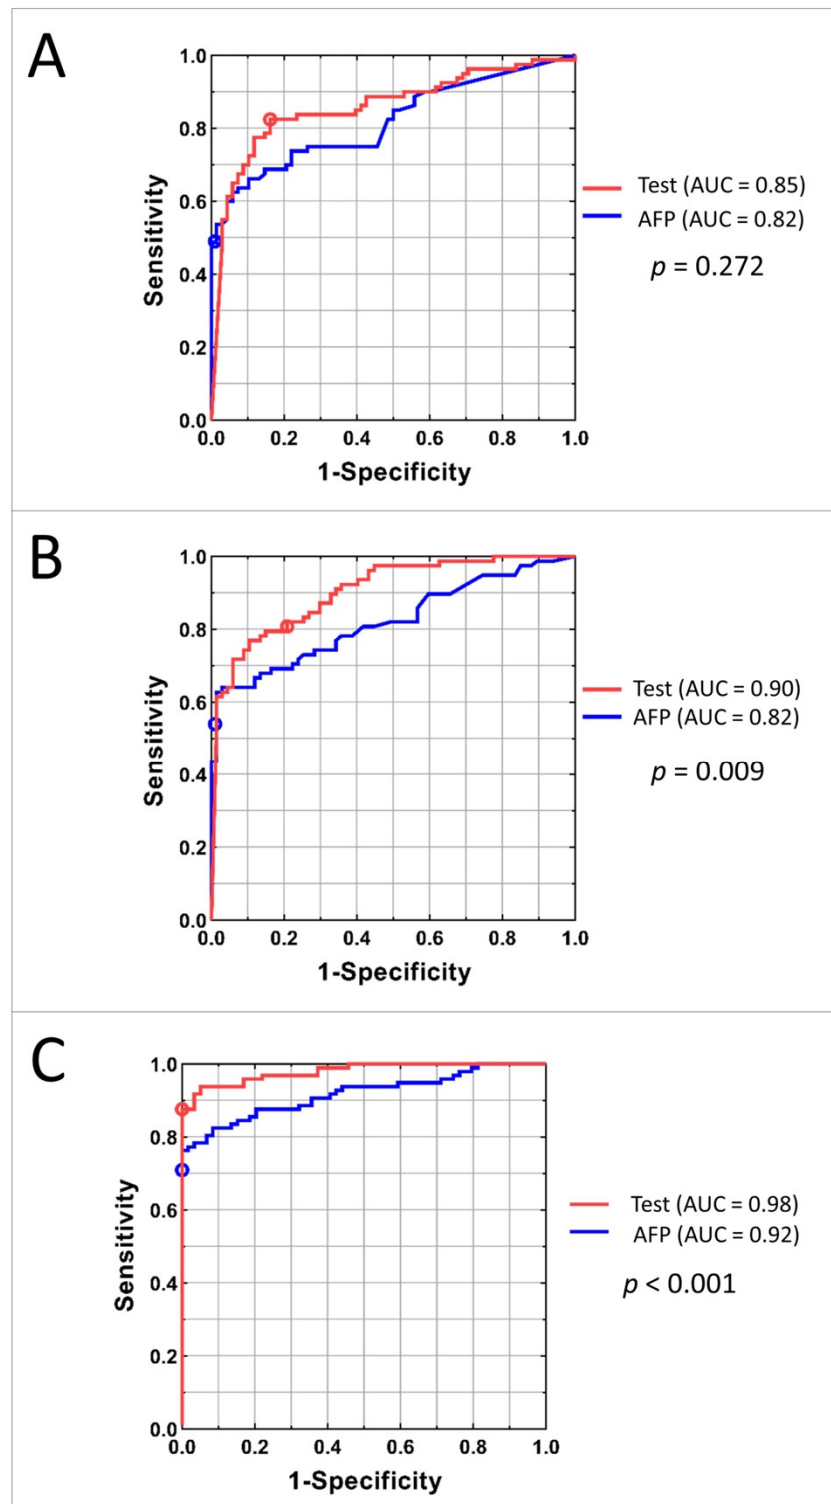 A
1.0
0.8
0.6
0.4
0.2
0.0
0.0 0.2 0.4 0.6 0.8 1.0
Sensitivity
1-Specificity
Test (AUC = 0.85)
AFP (AUC = 0.82)
p = 0.272
B
1.0
0.8
0.6
0.4
0.2
0.0
0.0 0.2 0.4 0.6 0.8 1.0
Sensitivity
1-Specificity
Test (AUC = 0.90)
AFP (AUC = 0.82)
p = 0.009
C
1.0
0.8
0.6
0.4
0.2
0.0
0.0 0.2 0.4 0.6 0.8 1.0
Sensitivity
1-Specificity
Test (AUC = 0.98)
AFP (AUC = 0.92)
p < 0.001